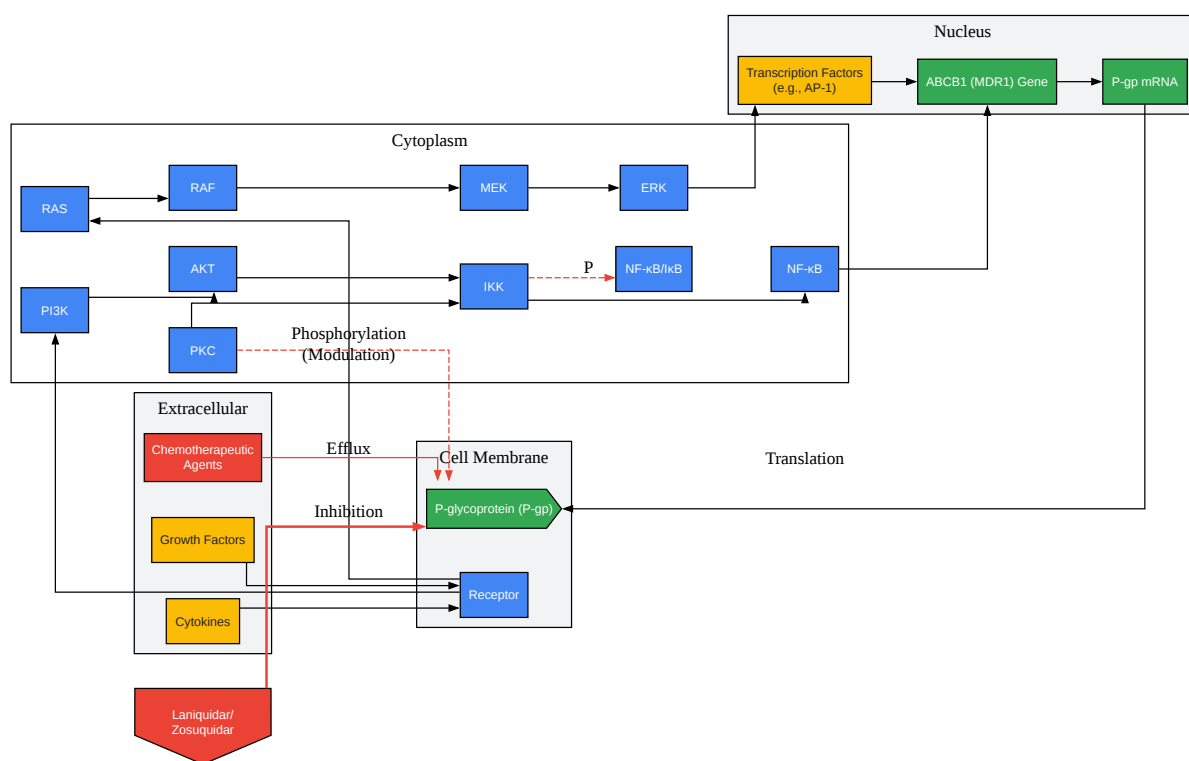 Nucleus
Transcription Factors
(e.g., AP-1)
ABCB1 (MDR1) Gene
P-gp mRNA
Cytoplasm
RAF
MEK
ERK
RAS
AKT
IKK
P
NF-κB/IκB
NF-κB
PI3K
PKC
Phosphorylation
(Modulation)
Extracellular
Chemotherapeutic
Agents
Efflux
Cell Membrane
Translation
P-glycoprotein (P-gp)
Inhibition
Growth Factors
Receptor
Cytokines
Laniquidar/
Zosuquidar